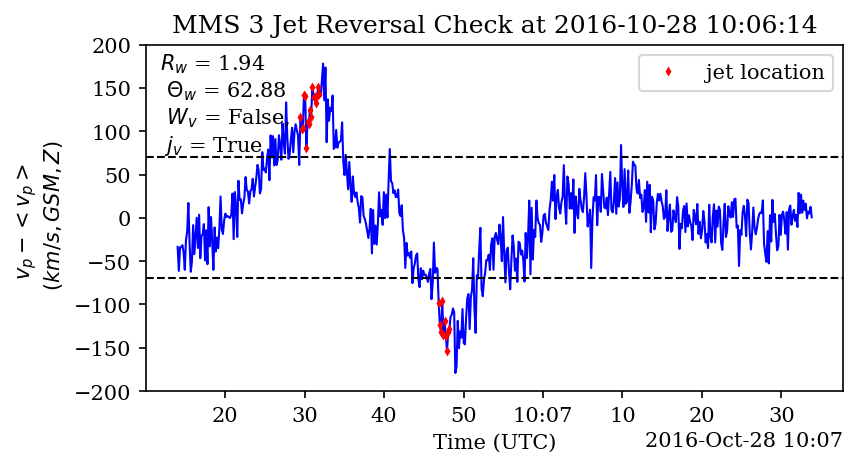 MMS 3 Jet Reversal Check at 2016-10-28 10:06:14
R_w = 1.94
Θ_w = 62.88
W_v = False,
j_v = True
jet location
200
150
100
50
0
−50
−100
−150
−200
v_p − < v_p >
(km/s, GSM, Z)
20 30 40 50 10:07 10 20 30
Time (UTC)
2016-Oct-28 10:07